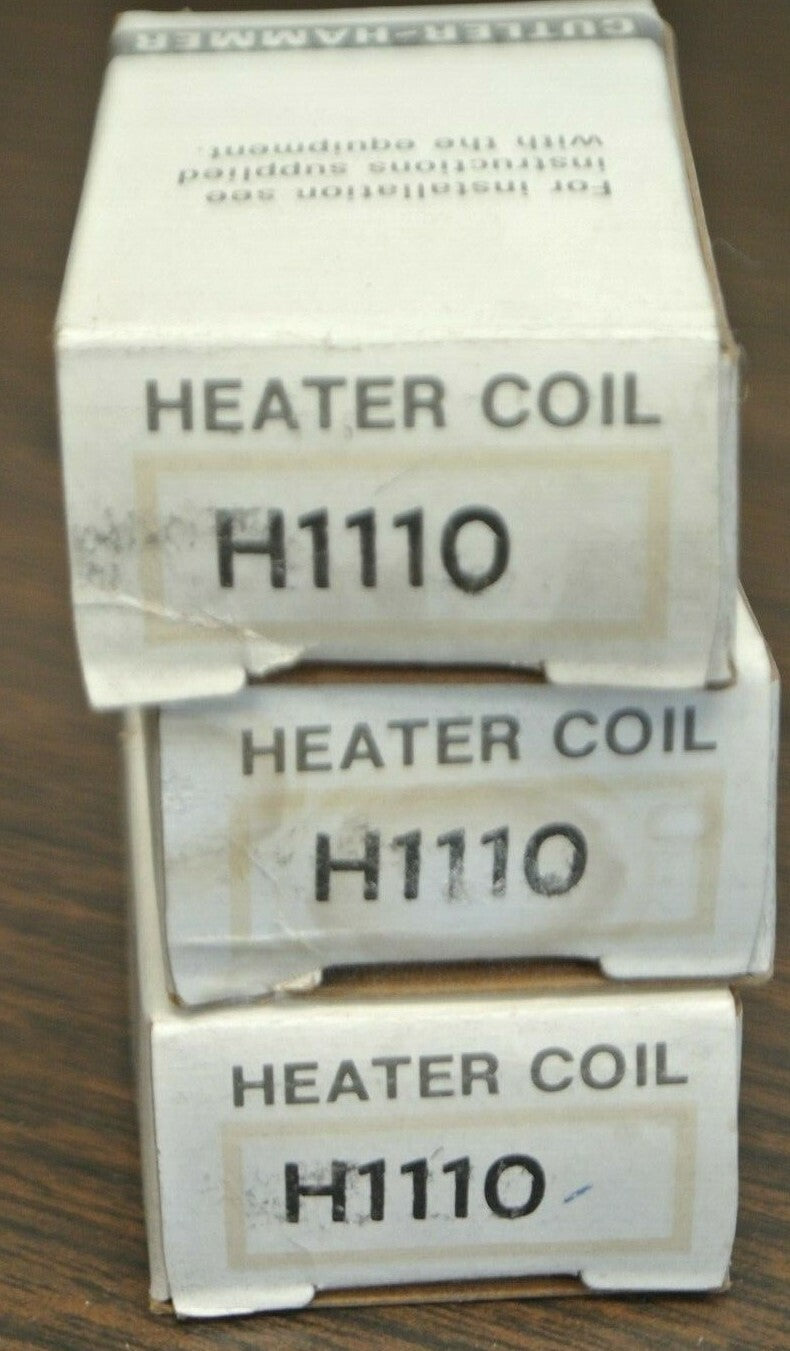 CUTLER-HAMMER
For installation see
instructions supplied
with the equipment.
HEATER COIL
H1110
HEATER COIL
H1110
HEATER COIL
H1110